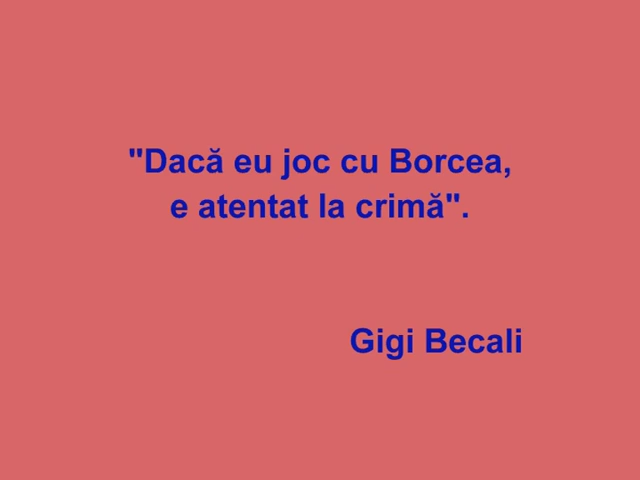 "Dacă eu joc cu Borcea,
e atentat la crimă".
Gigi Becali